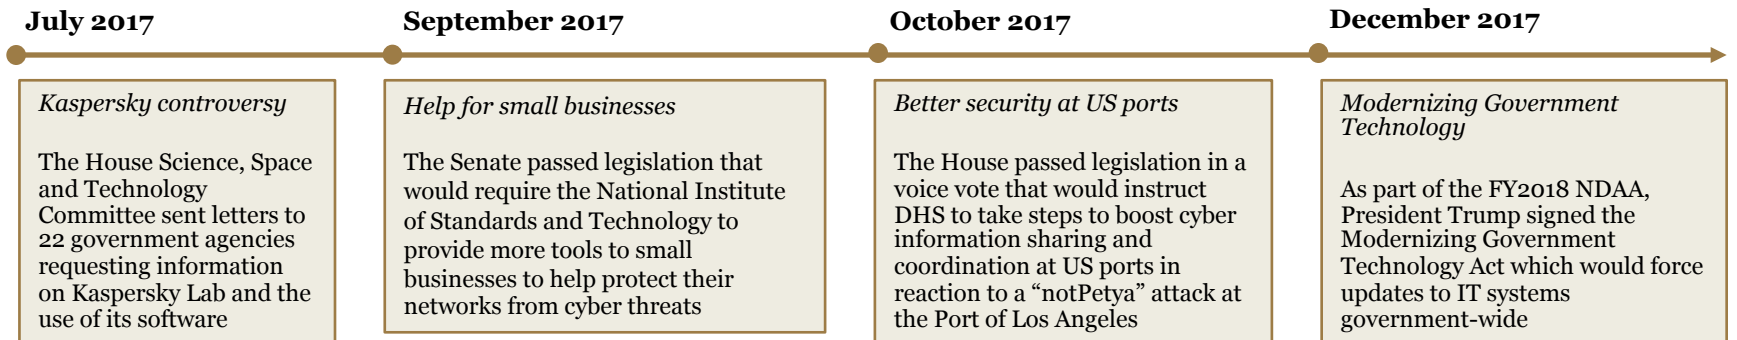 July 2017
September 2017
October 2017
December 2017
Kaspersky controversy
The House Science, Space
and Technology
Committee sent letters to
22 government agencies
requesting information
on Kaspersky Lab and the
use of its software
Help for small businesses
The Senate passed legislation that
would require the National Institute
of Standards and Technology to
provide more tools to small
businesses to help protect their
networks from cyber threats
Better security at US ports
The House passed legislation in a
voice vote that would instruct
DHS to take steps to boost cyber
information sharing and
coordination at US ports in
reaction to a “notPetya” attack at
the Port of Los Angeles
Modernizing Government
Technology
As part of the FY2018 NDAA,
President Trump signed the
Modernizing Government
Technology Act which would force
updates to IT systems
government-wide